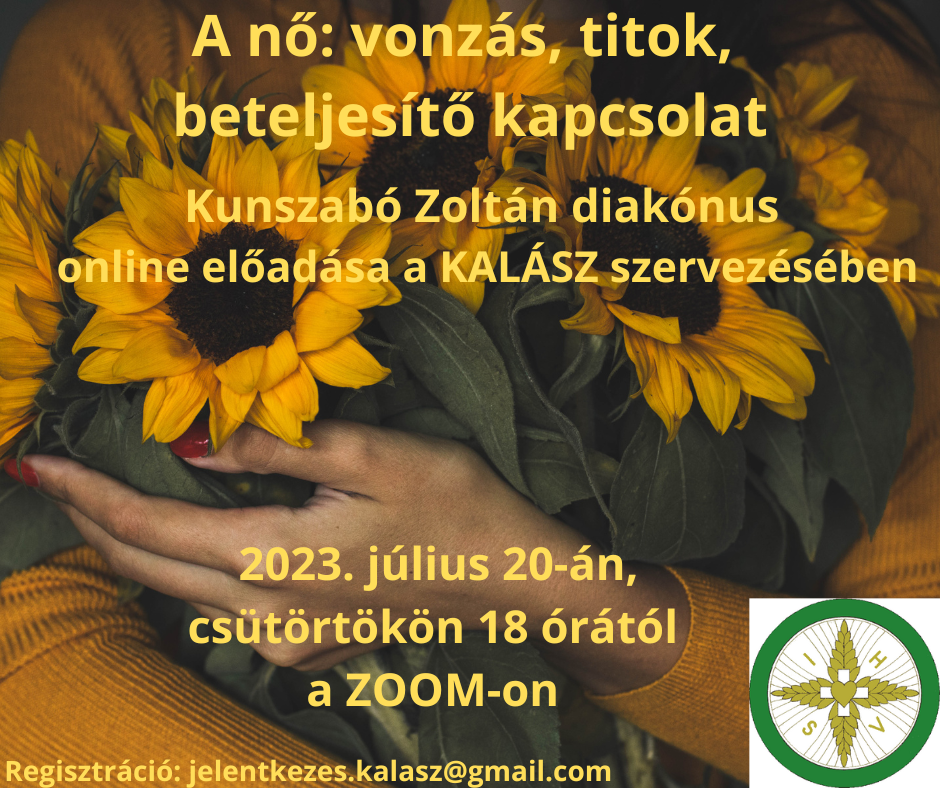 A nő: vonzás, titok,
beteljesítő kapcsolat
Kunszabó Zoltán diakónus
online előadása a KALÁSZ szervezésében
2023. július 20-án,
csütörtökön 18 órától
a ZOOM-on
I H
S V
Regisztráció: jelentkezes.kalasz@gmail.com